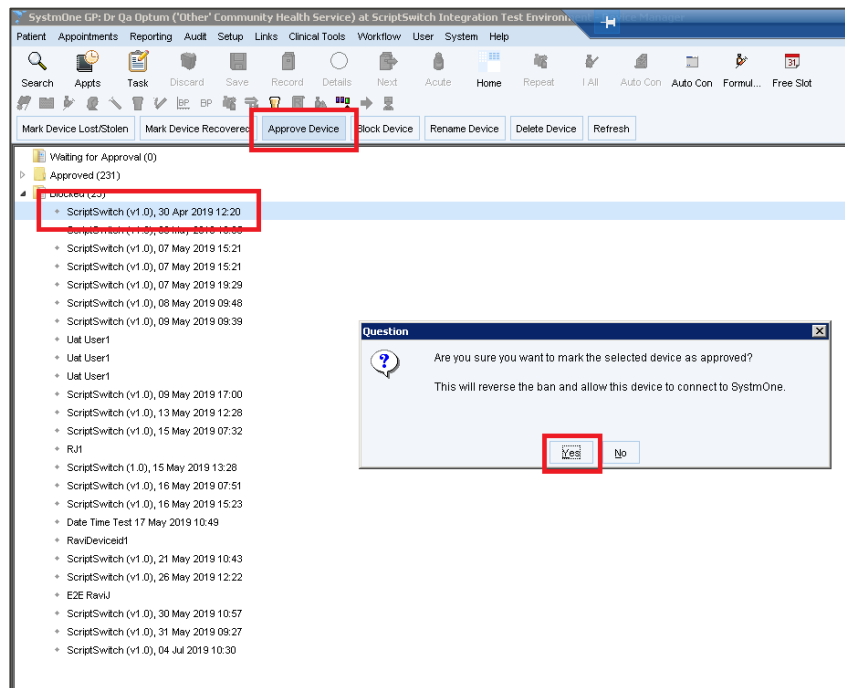 SystmOne GP: Dr Qa Optum ('Other' Community Health Service) at ScriptSwitch Integration Test Manager
Patient Appointments Reporting Audit Setup Links Clinical Tools Workflow User System Help
Search Appts Task Discard Save Record Details Next Acute Home Repeat Auto Con Auto Con Formul... Free Slot
BP BP
Mark Device Lost/Stolen Mark Device Recovered Approve Device Block Device Rename Device Delete Device Refresh
Waiting for Approval (0)
Approved (231)
Blocked
ScriptSwitch (v1.0), 30 Apr 2019 12:20
ScriptSwitch (v1.0), 07 May 2019 15:21
ScriptSwitch (v1.0), 07 May 2019 15:21
ScriptSwitch (v1.0), 07 May 2019 19:29
ScriptSwitch (v1.0), 08 May 2019 09:48
ScriptSwitch (v1.0), 09 May 2019 09:39
Uat User1
Uat User1
Uat User1
ScriptSwitch (v1.0), 09 May 2019 17:00
ScriptSwitch (v1.0), 13 May 2019 12:28
ScriptSwitch (v1.0), 15 May 2019 07:32
RJ1
ScriptSwitch (1.0), 15 May 2019 13:28
ScriptSwitch (v1.0), 16 May 2019 07:51
ScriptSwitch (v1.0), 16 May 2019 15:23
Date Time Test 17 May 2019 10:49
RaviDeviceid1
ScriptSwitch (v1.0), 21 May 2019 10:43
ScriptSwitch (v1.0), 26 May 2019 12:22
E2E RaviJ
ScriptSwitch (v1.0), 30 May 2019 10:57
ScriptSwitch (v1.0), 31 May 2019 09:27
ScriptSwitch (v1.0), 04 Jul 2019 10:30
Question
Are you sure you want to mark the selected device as approved?
This will reverse the ban and allow this device to connect to SystmOne.
Yes No